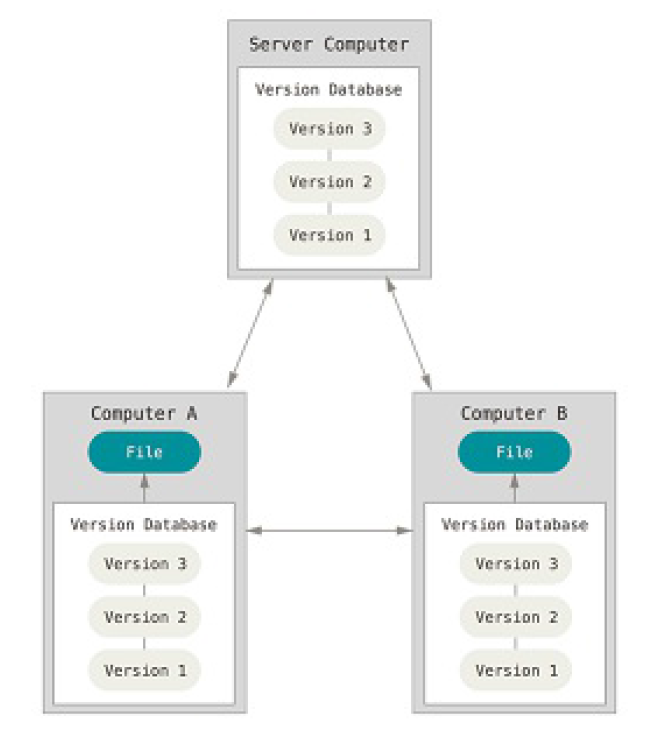 Server Computer
Version Database
Version 3
Version 2
Version 1
Computer A
File
Version Database
Version 3
Version 2
Version 1
Computer B
File
Version Database
Version 3
Version 2
Version 1